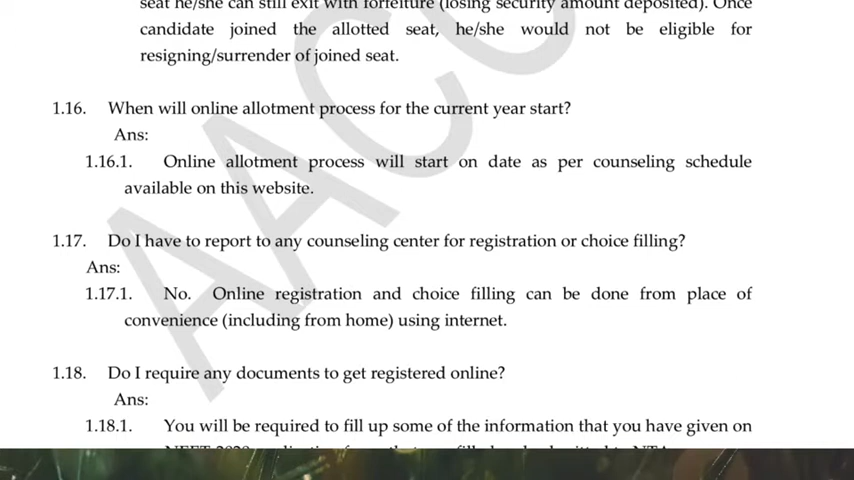 seat he/she can still exit with forfeiture (losing security amount deposited). Once
candidate joined the allotted seat, he/she would not be eligible for
resigning/surrender of joined seat.
1.16. When will online allotment process for the current year start?
Ans:
1.16.1. Online allotment process will start on date as per counseling schedule
available on this website.
1.17. Do I have to report to any counseling center for registration or choice filling?
Ans:
1.17.1. No. Online registration and choice filling can be done from place of
convenience (including from home) using internet.
1.18. Do I require any documents to get registered online?
Ans:
1.18.1. You will be required to fill up some of the information that you have given on
AACC